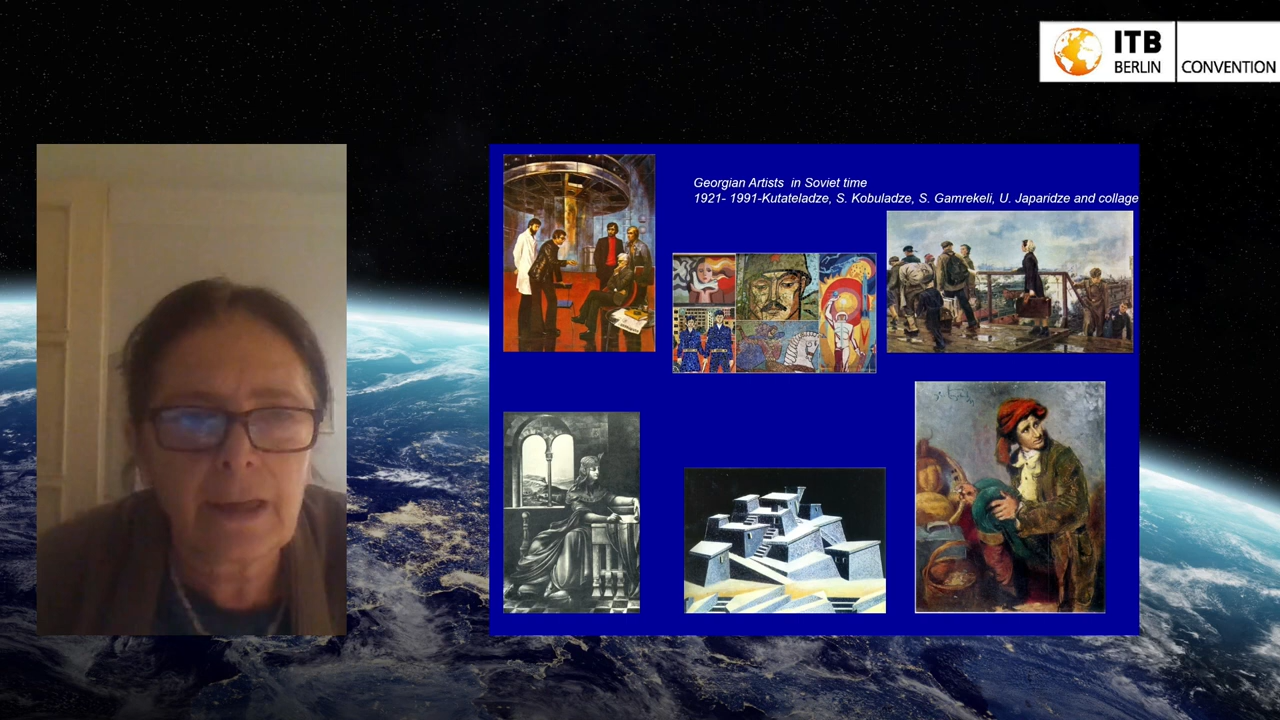 ITB
BERLIN
CONVENTION
Georgian Artists in Soviet time
1921- 1991-Kutateladze, S. Kobuladze, S. Gamrekeli, U. Japaridze and collage